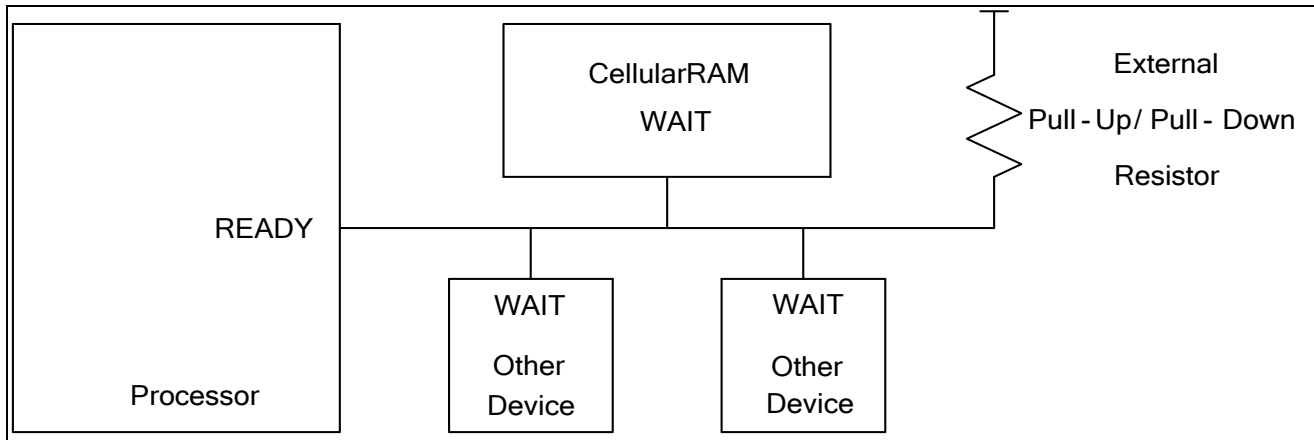 CellularRAM
WAIT
External
Pull-Up/ Pull-Down
Resistor
READY
WAIT
Other
Device
WAIT
Other
Device
Processor